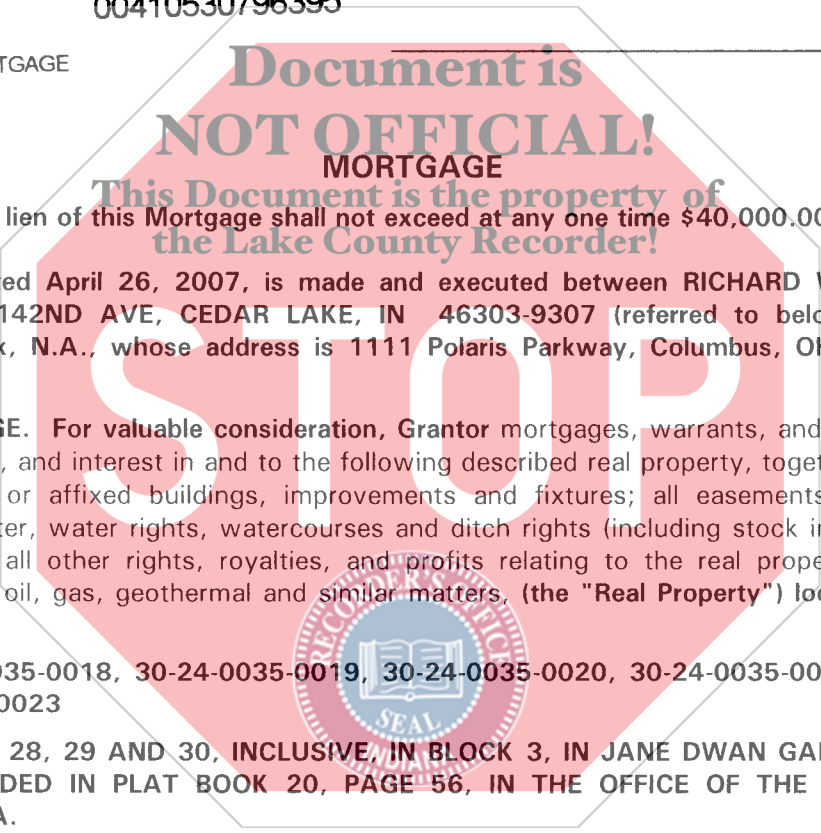 00410530796395
TGAGE
Document is
NOT OFFICIAL!
MORTGAGE
This Document is the property of
lien of this Mortgage shall not exceed at any one time $40,000.00
the Lake County Recorder!
ed April 26, 2007, is made and executed between RICHARD
142ND AVE, CEDAR LAKE, IN 46303-9307 (referred to belo
, N.A., whose address is 1111 Polaris Parkway, Columbus, O
STOP
GE. For valuable consideration, Grantor mortgages, warrants, and
, and interest in and to the following described real property, toget
or affixed buildings, improvements and fixtures; all easements
ter, water rights, watercourses and ditch rights (including stock i
all other rights, royalties, and profits relating to the real prope
oil, gas, geothermal and similar matters, (the "Real Property") lo
RECORDER'S OFFICE
035-0018, 30-24-0035-0019, 30-24-0035-0020, 30-24-0035-00
0023
SEAL
INDIANA
28, 29 AND 30, INCLUSIVE, IN BLOCK 3, IN JANE DWAN GA
DED IN PLAT BOOK 20, PAGE 56, IN THE OFFICE OF THE
A.